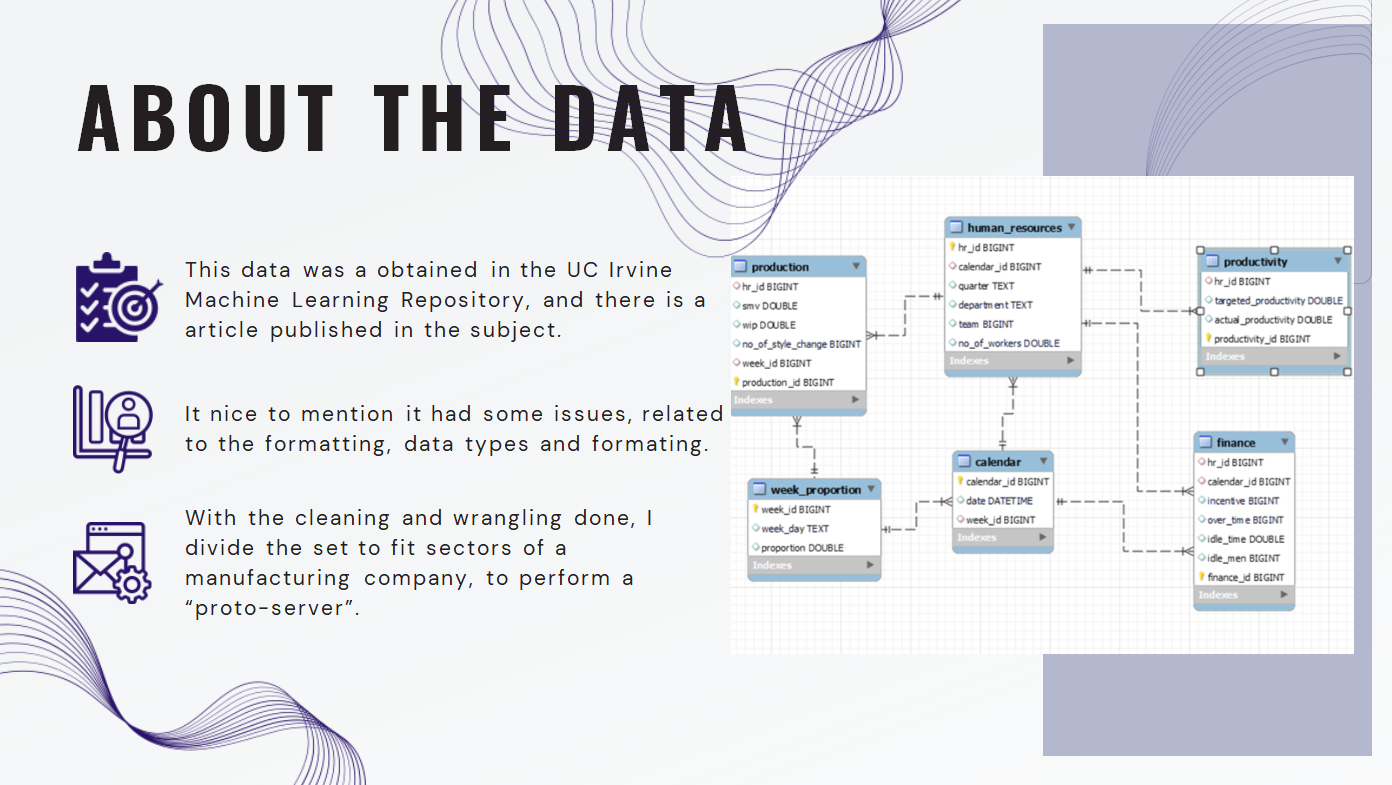 ABOUT THE DATA
This data was a obtained in the UC Irvine
Machine Learning Repository, and there is a
article published in the subject.
It nice to mention it had some issues, related
to the formatting, data types and formating.
With the cleaning and wrangling done, I
divide the set to fit sectors of a
manufacturing company, to perform a
“proto-server”.
production
hr_id BIGINT
smv DOUBLE
wip DOUBLE
no_of_style_change BIGINT
week_id BIGINT
production_id BIGINT
Indexes
human_resources
hr_id BIGINT
calendar_id BIGINT
quarter TEXT
department TEXT
team BIGINT
no_of_workers DOUBLE
Indexes
productivity
hr_id BIGINT
targeted_productivity DOUBLE
actual_productivity DOUBLE
productivity_id BIGINT
Indexes
week_proportion
week_id BIGINT
week_day TEXT
proportion DOUBLE
Indexes
calendar
calendar_id BIGINT
date DATETIME
week_id BIGINT
Indexes
finance
hr_id BIGINT
calendar_id BIGINT
incentive BIGINT
over_time BIGINT
idle_time DOUBLE
idle_men BIGINT
finance_id BIGINT
Indexes